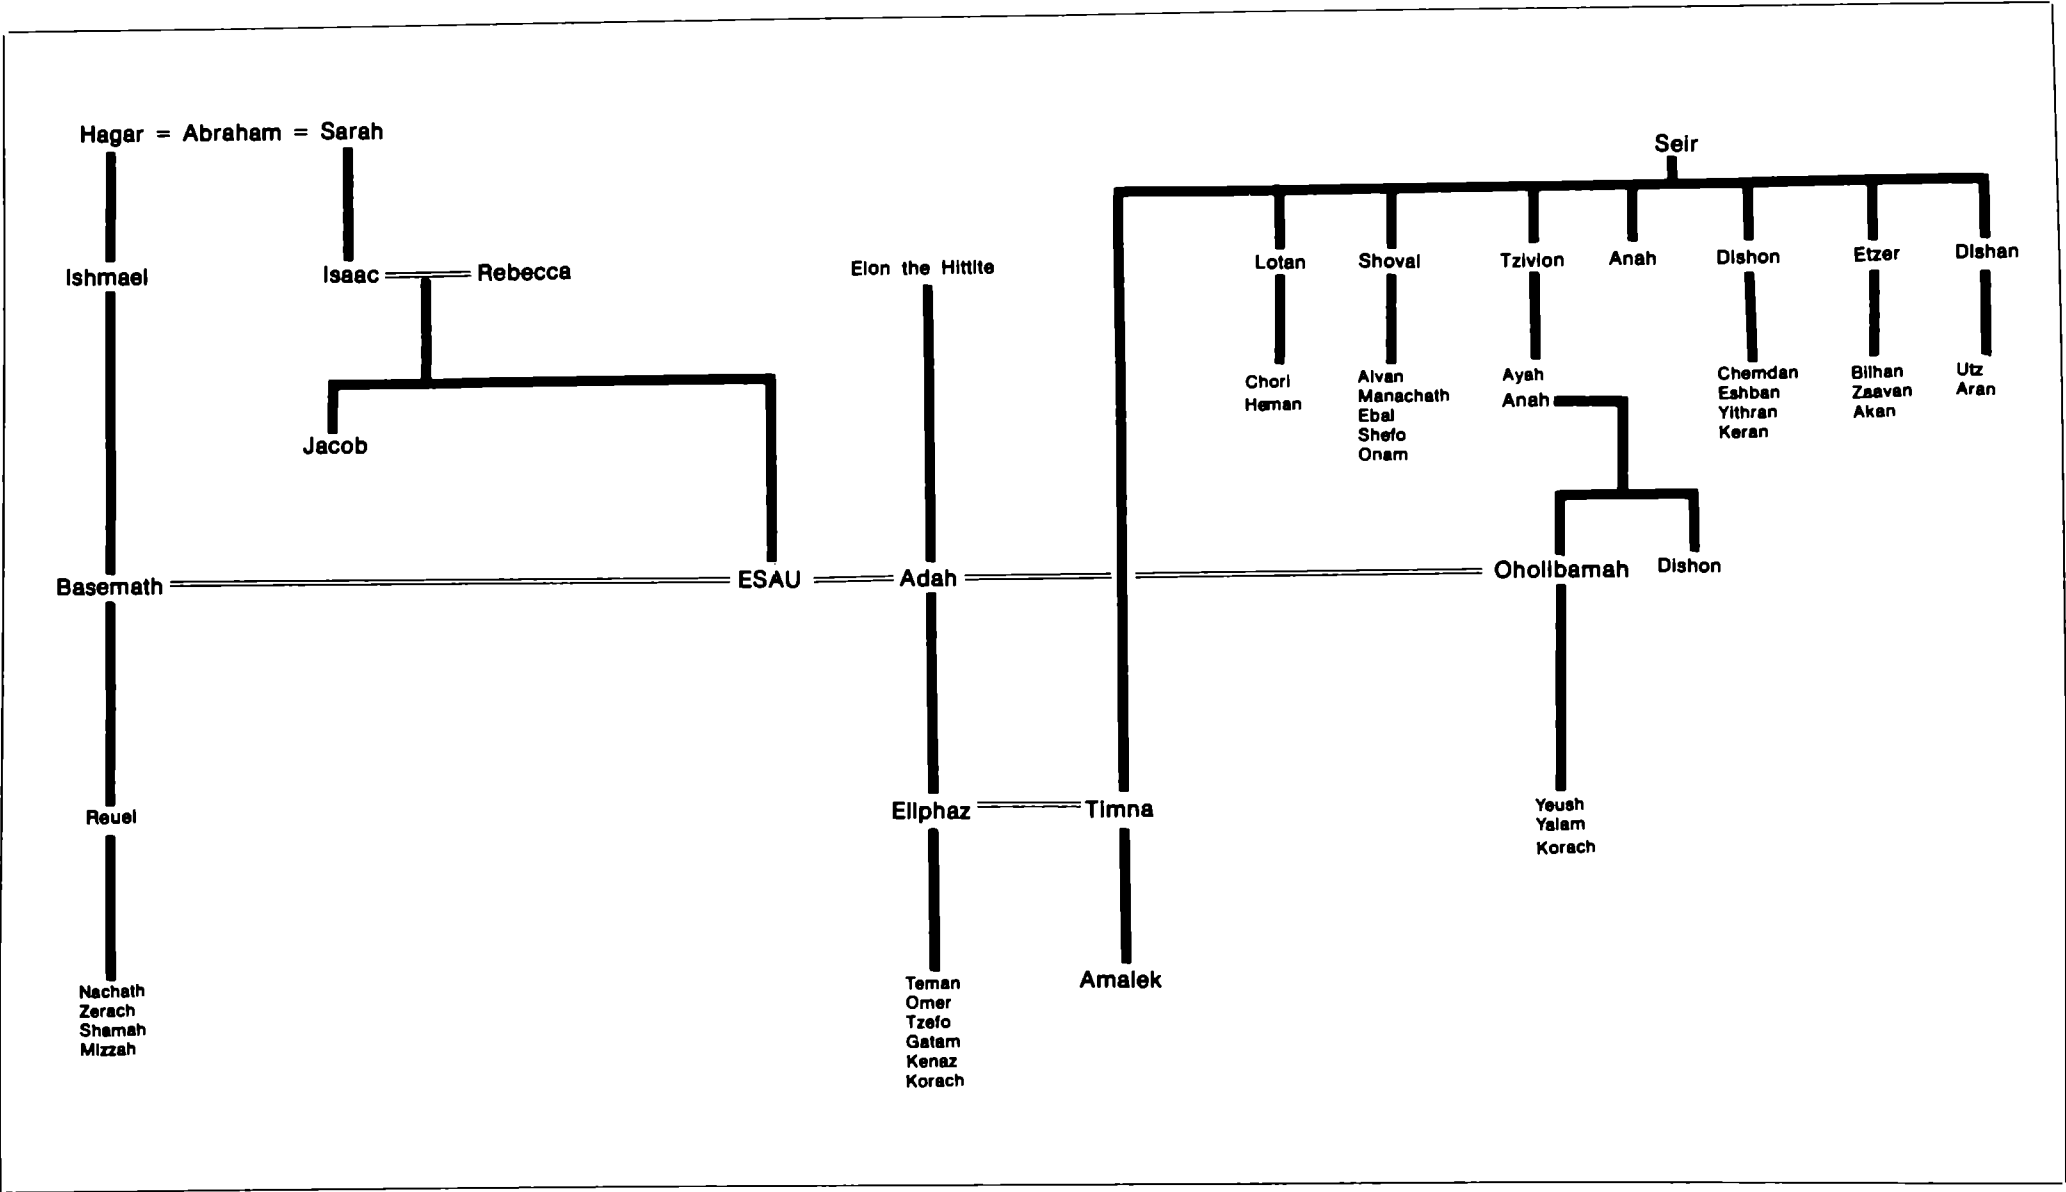 Hagar = Abraham = Sarah
Seir
Ishmael
Isaac
Rebecca
Elon the Hittite
Lotan
Shoval
Tzivion
Anah
Dishon
Etzer
Dishan
Chori
Heman
Alvan
Manachath
Ebal
Shefo
Onam
Ayah
Anah
Chemdan
Eshban
Yithran
Keran
Bilhan
Zaavan
Akan
Utz
Aran
Jacob
Basemath
ESAU
Adah
Oholibamah
Dishon
Reuel
Eliphaz
Timna
Yeush
Yalam
Korach
Nachath
Zerach
Shamah
Mizzah
Teman
Omer
Tzefo
Gatam
Kenaz
Korach
Amalek